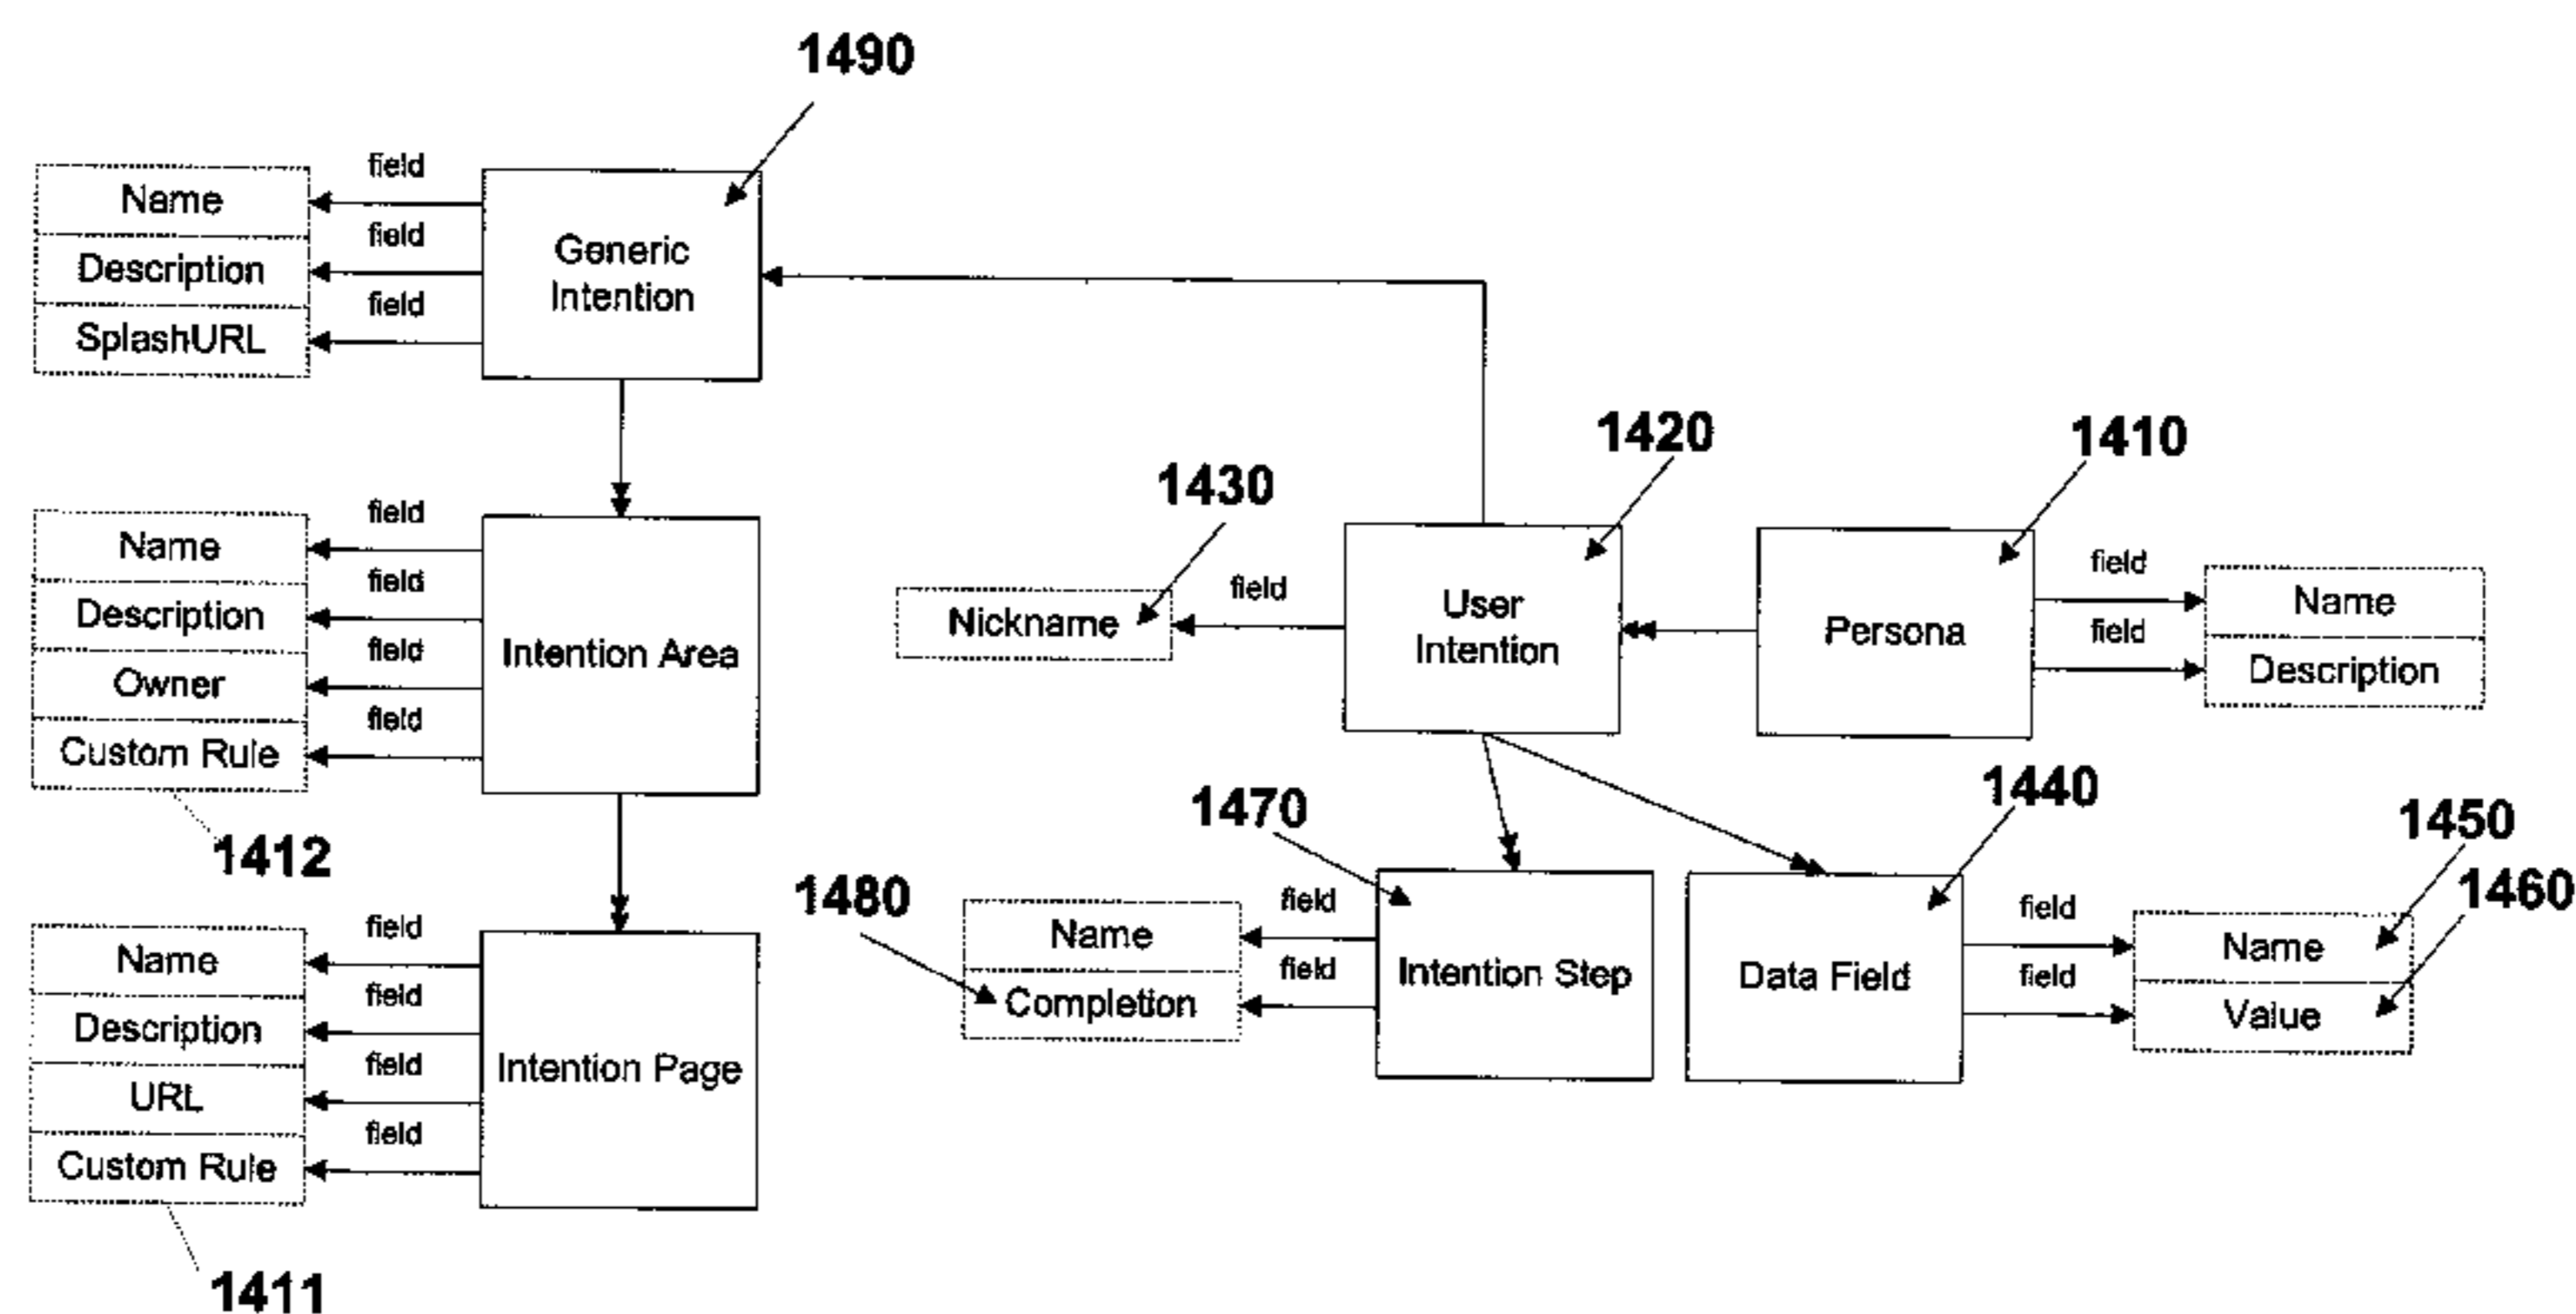 1490
field
Name
field
Description
field
SplashURL
Generic
Intention
1420
1410
1430
field
Name
field
Description
field
Owner
field
Custom Rule
Intention Area
1412
field
Nickname
User
Intention
Persona
field
Name
field
Description
1470
1440
1450
1460
1480
field
Name
field
Completion
Intention Step
Data Field
field
Name
field
Value
field
Name
field
Description
field
URL
field
Custom Rule
Intention Page
1411